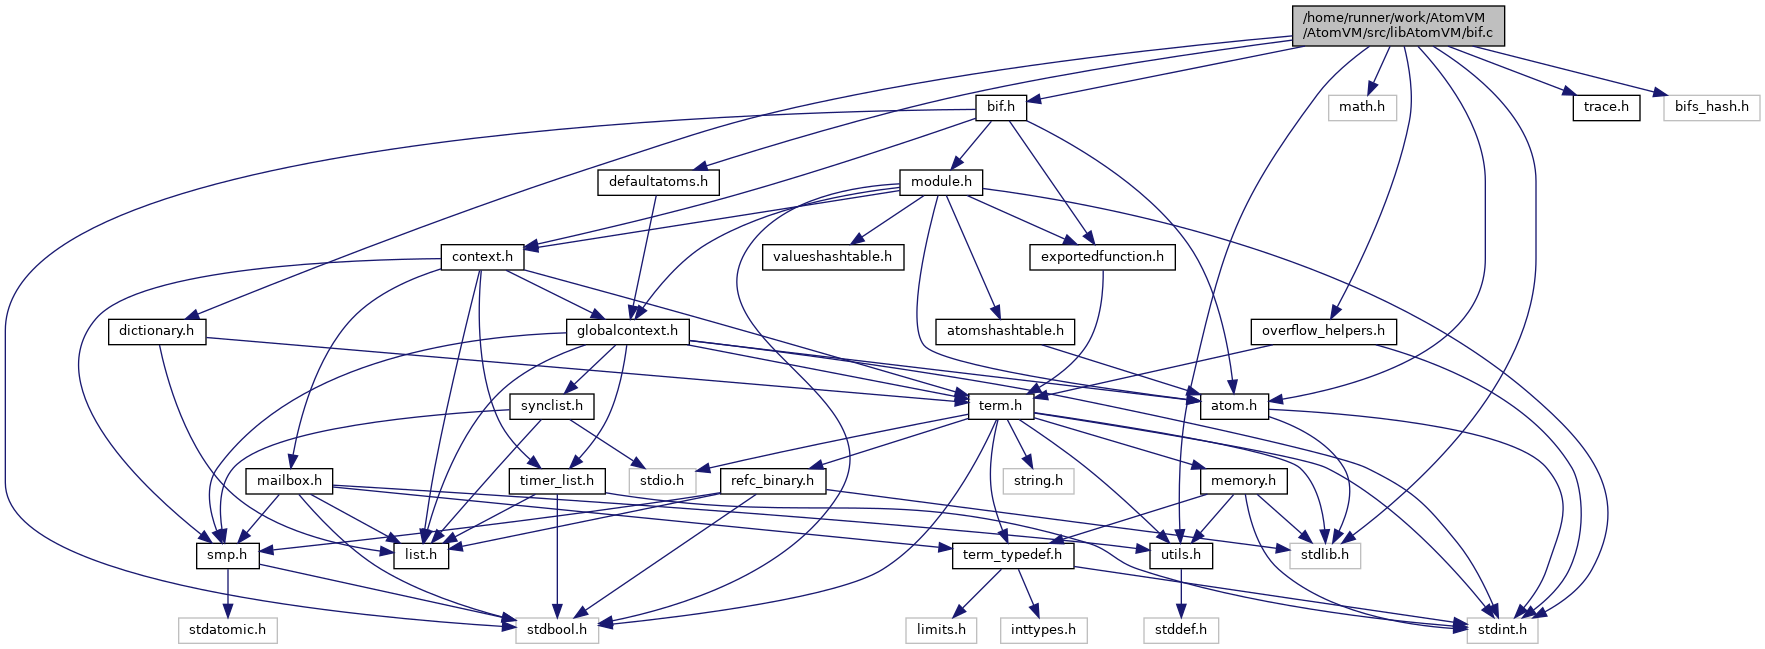 /home/runner/work/AtomVM
/AtomVM/src/libAtomVM/bif.c
bif.h
math.h
trace.h
bifs_hash.h
defaultatoms.h
module.h
context.h
valueshashtable.h
exportedfunction.h
dictionary.h
globalcontext.h
atomshashtable.h
overflow_helpers.h
synclist.h
term.h
atom.h
mailbox.h
timer_list.h
stdio.h
refc_binary.h
string.h
memory.h
smp.h
list.h
term_typedef.h
utils.h
stdlib.h
stdatomic.h
stdbool.h
limits.h
inttypes.h
stddef.h
stdint.h